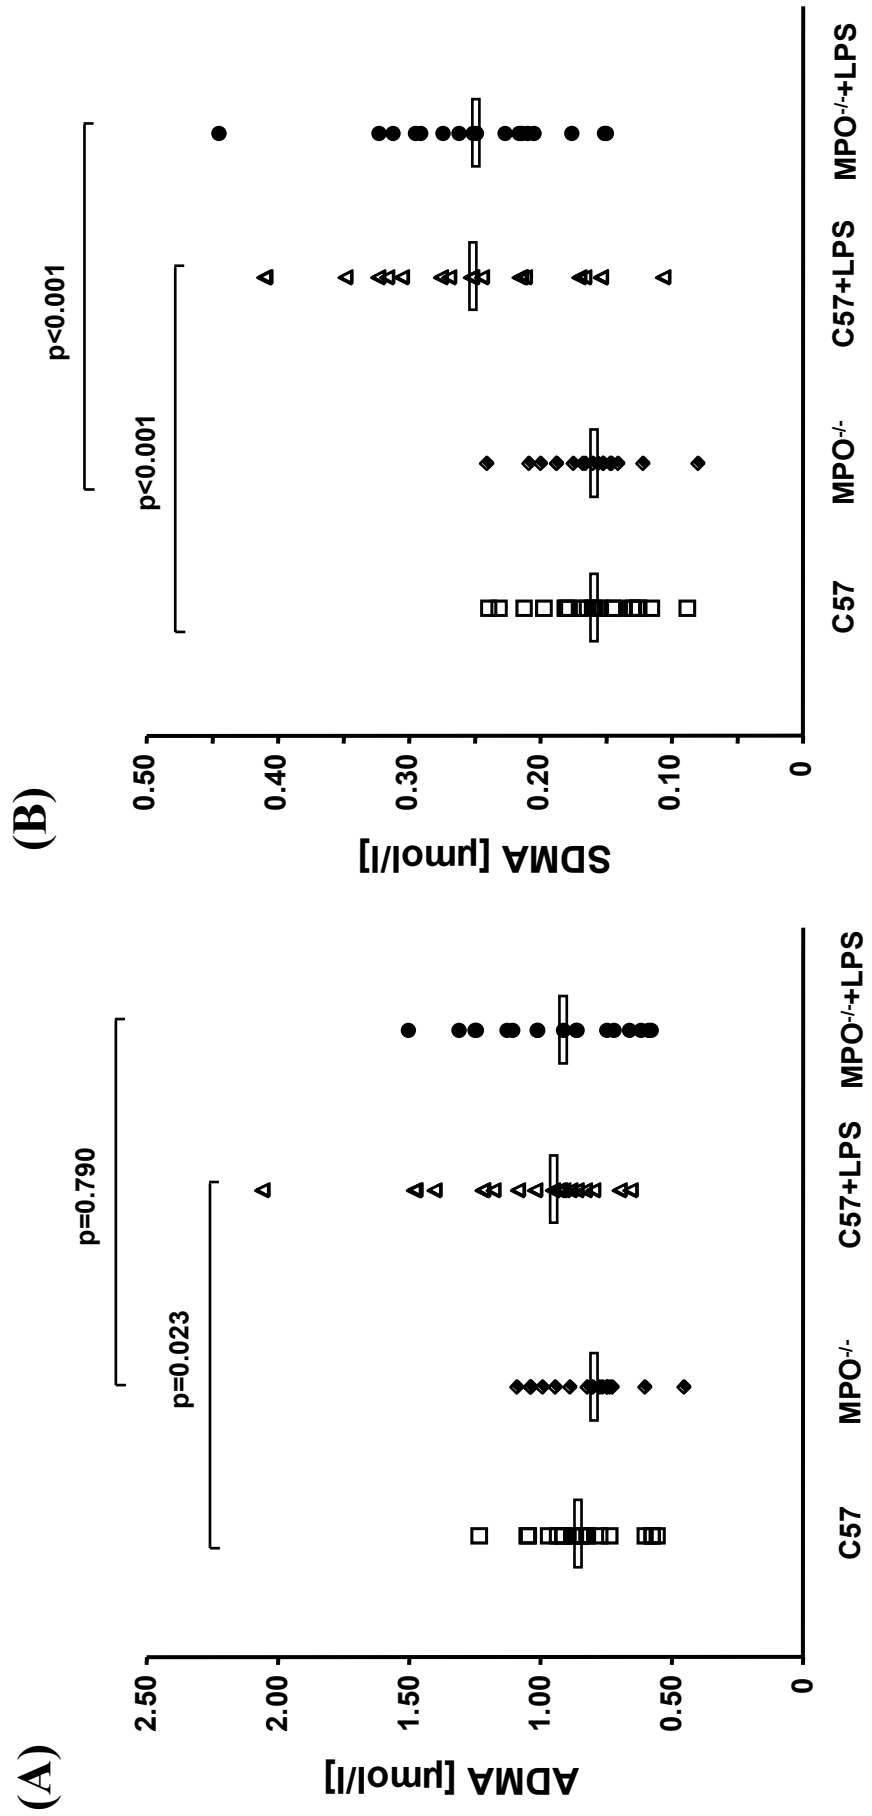 (A)
p=0.790
p=0.023
2.50
2.00
1.50
1.00
0.50
0
ADMA [µmol/l]
C57
MPO-/-
C57+LPS
MPO-/-+LPS
(B)
p<0.001
p<0.001
0.50
0.40
0.30
0.20
0.10
0
SDMA [µmol/l]
C57
MPO-/-
C57+LPS
MPO-/-+LPS